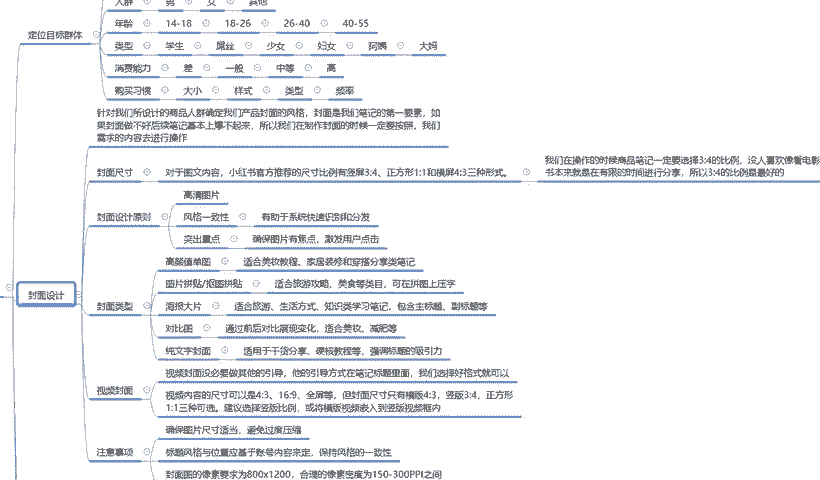 人群 男 女 其他
定位目标群体
年龄 14-18 18-26 26-40 40-55
类型 学生 屌丝 少女 妇女 阿姨 大妈
消费能力 差 一般 中等 高
购买习惯 大小 样式 类型 频率
针对我们所设计的商品人群确定我们产品封面的风格，封面是我们笔记的第一要素，如
果封面做不好后续笔记基本上爆不起来，所以我们在制作封面的时候一定要按照，我们
需求的内容去进行操作
封面尺寸 对于图文内容，小红书官方推荐的尺寸比例有竖屏3:4、正方形1:1和横屏4:3三种形式。
我们在操作的时候商品笔记一定要选择3:4的比例，没人喜欢像看电影
书本来就是在有限的时间进行分享，所以3:4的比例是最好的
封面设计原则
高清图片
风格一致性 有助于系统快速识别和分发
突出重点 确保图片有焦点，激发用户点击
封面设计
封面类型
高颜值单图 适合美妆教程、家居装修和穿搭分享类笔记
图片拼贴/抠图拼贴 适合旅游攻略、美食等类目，可在拼图上压字
海报大片 适合旅游、生活方式、知识类学习笔记，包含主标题、副标题等
对比图 通过前后对比展现变化，适合美妆、减肥等
纯文字封面 适用于干货分享、硬核教程等，强调标题的吸引力
视频封面
视频封面没必要做其他的引导，他的引导方式在笔记标题里面，我们选择好格式就可以
视频内容的尺寸可以是4:3、16:9、全屏等，但封面尺寸只有横版4:3，竖版3:4，正方形
1:1三种可选。建议选择竖版比例，或将横版视频嵌入到竖版视频框内
注意事项
确保图片尺寸适当，避免过度压缩
标题风格与位置应基于账号内容来定，保持风格的一致性
封面图的像素要求为800x1200，合理的像素密度为150-300PPI之间